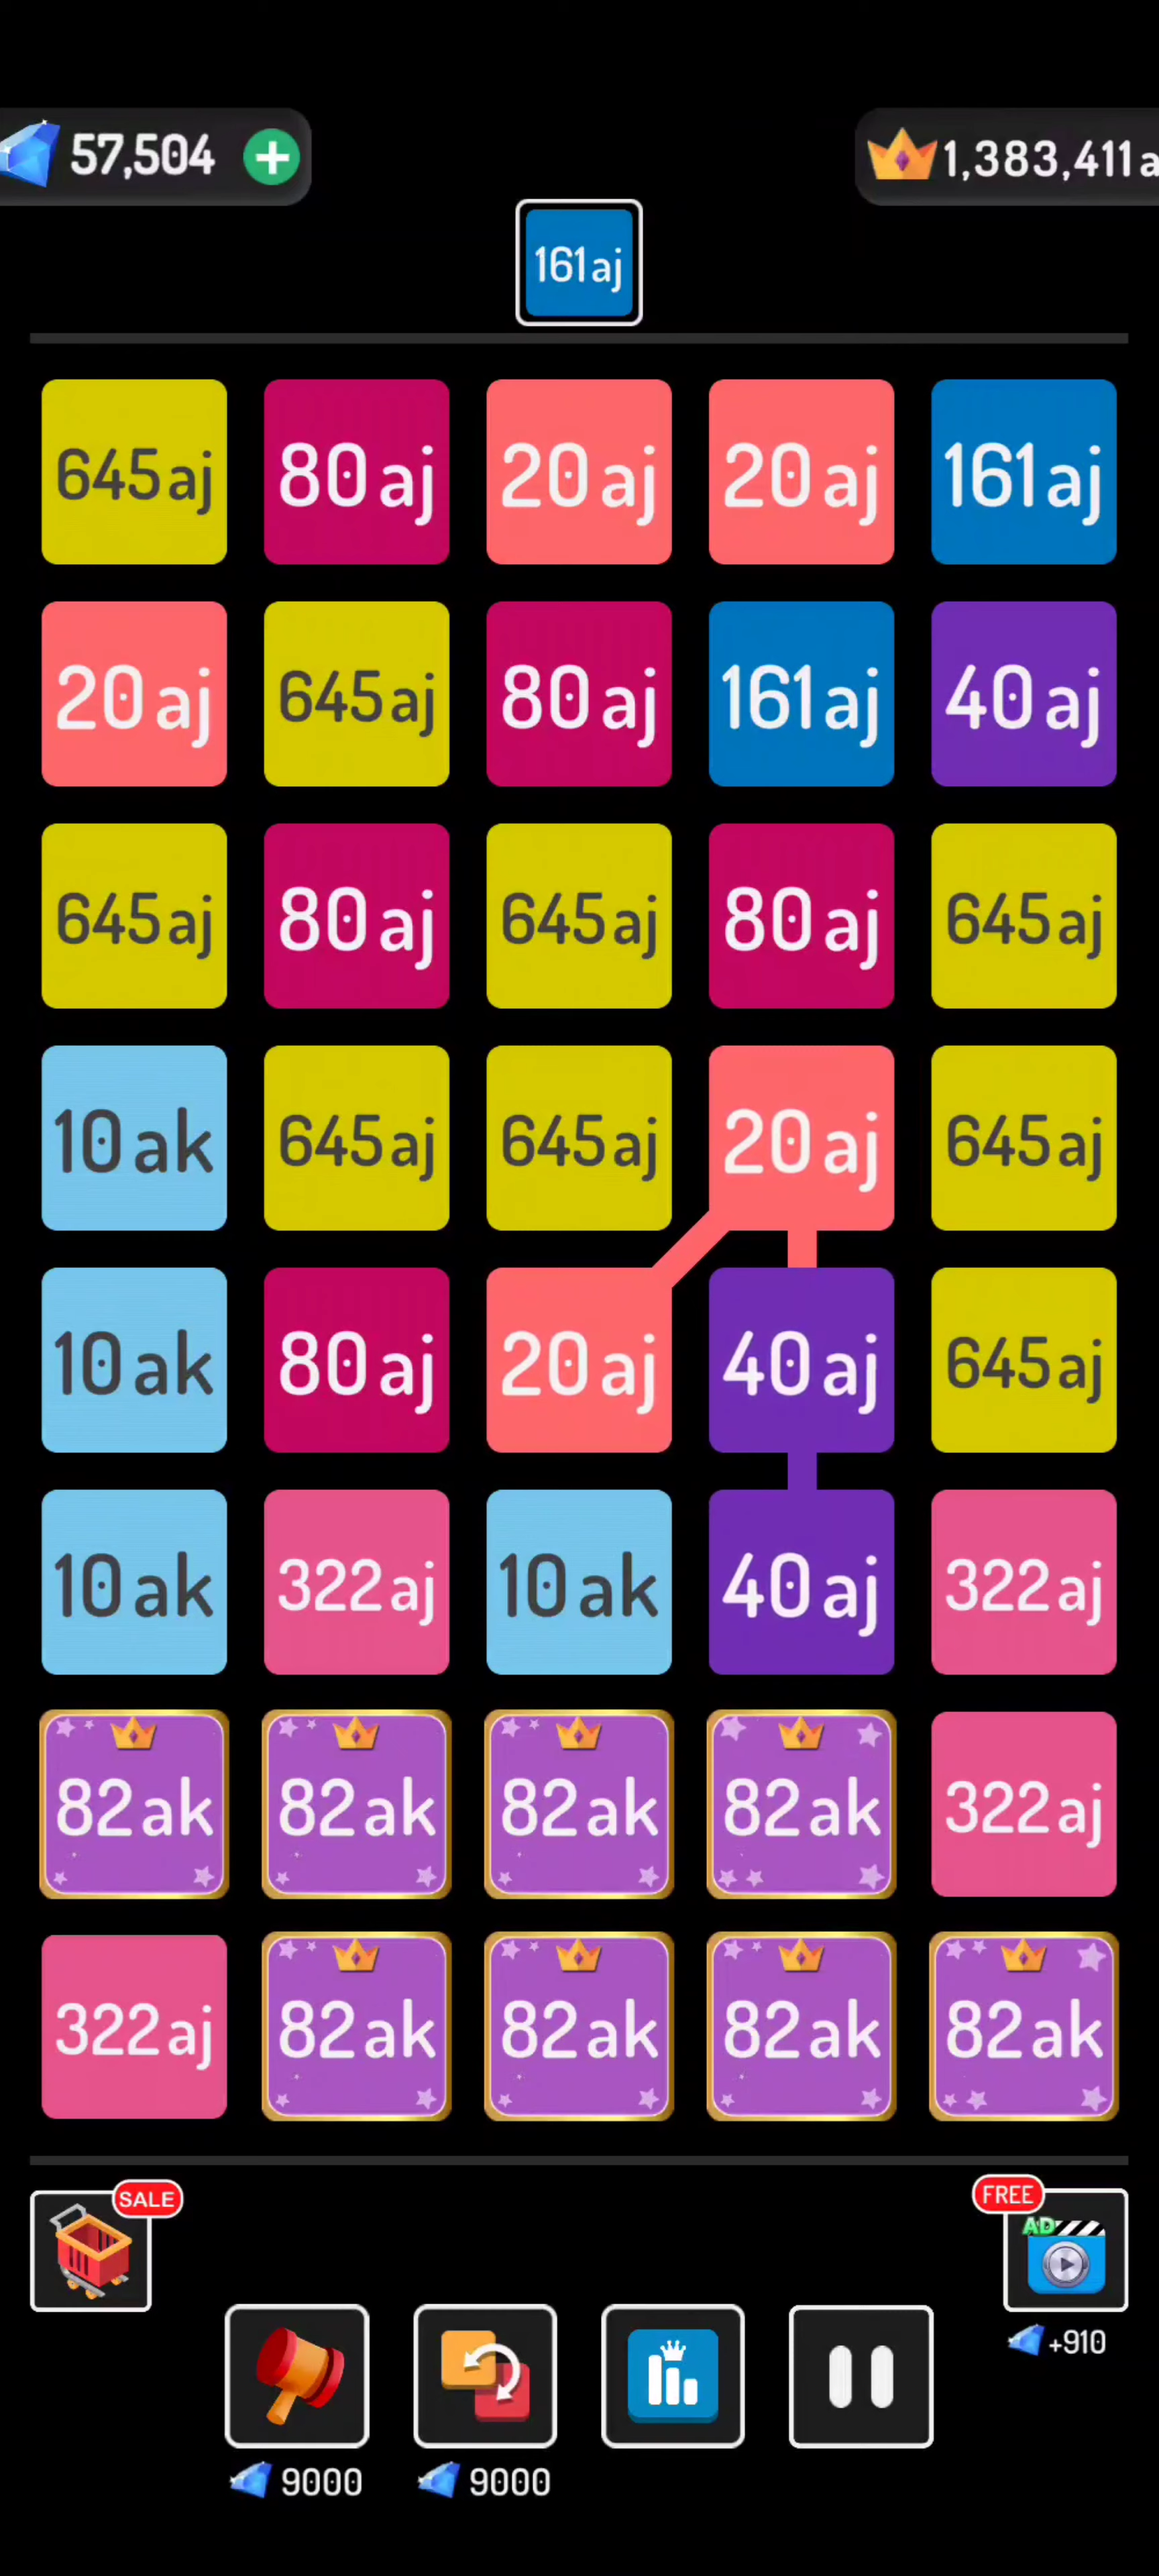 57,504
1,383,411a
161aj
645aj 80aj 20aj 20aj 161aj
20aj 645aj 80aj 161aj 40aj
645aj 80aj 645aj 80aj 645aj
10ak 645aj 645aj 20aj 645aj
10ak 80aj 20aj 40aj 645aj
10ak 322aj 10ak 40aj 322aj
82ak 82ak 82ak 82ak 322aj
322aj 82ak 82ak 82ak 82ak
SALE
FREE
AD
+910
9000 9000